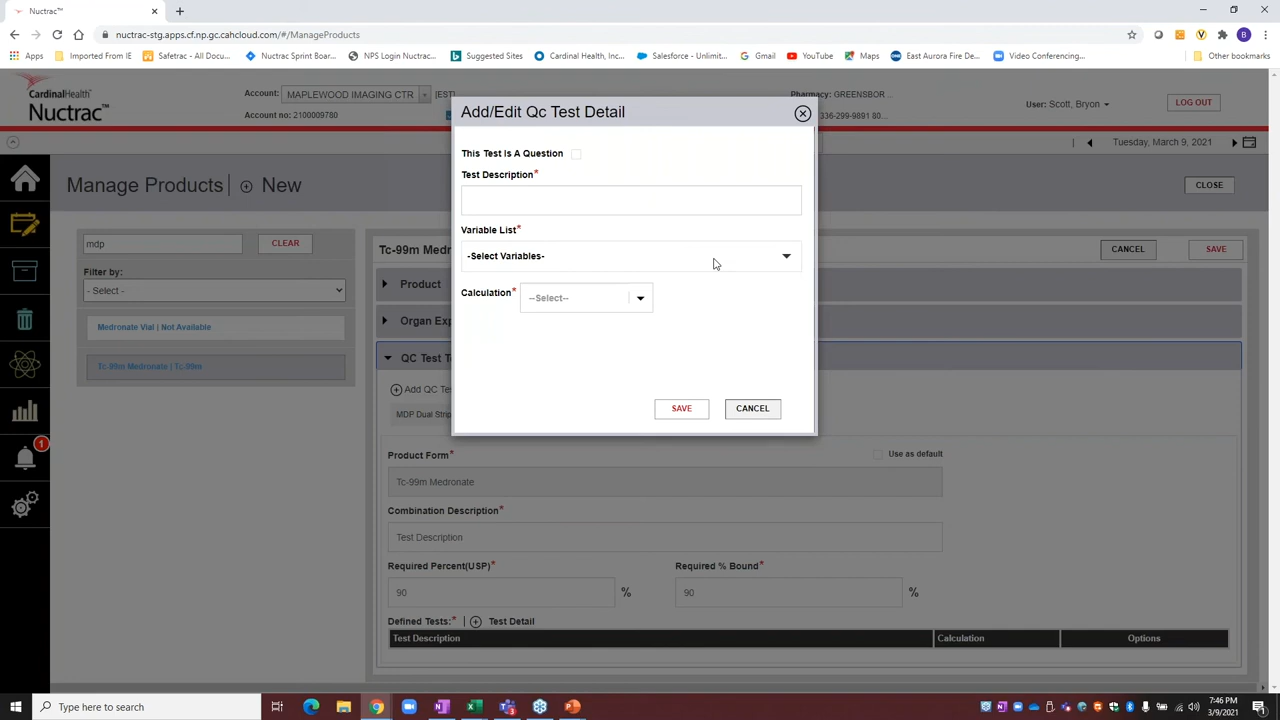 Nuctrac™
nuctrac-stg.apps.cf.np.gc.cahcloud.com/#/ManageProducts
Apps
Imported From IE
Safetrac - All Docu...
Nuctrac Sprint Board...
NPS Login Nuctrac...
Suggested Sites
Cardinal Health, Inc...
Salesforce - Unlimit...
Gmail
YouTube
Maps
East Aurora Fire De...
Video Conferencing...
Other bookmarks
CardinalHealth™
Nuctrac™
Account: MAPLEWOOD IMAGING CTR [EST]
Account no: 2100009780
Pharmacy: GREENSBOR ...
336-299-9891 80...
User: Scott, Bryon
LOG OUT
Tuesday, March 9, 2021
Manage Products | New
CLOSE
mdp
CLEAR
Filter by:
- Select -
Medronate Vial | Not Available
Tc-99m Medronate | Tc-99m
1
Tc-99m Medro
CANCEL
SAVE
Product
Organ Exp
QC Test T
Add QC Te
MDP Dual Strip
Product Form*
Use as default
Tc-99m Medronate
Combination Description*
Test Description
Required Percent(USP)*
Required % Bound*
90 %
90 %
Defined Tests:* | Test Detail
Test Description
Calculation
Options
Add/Edit Qc Test Detail
This Test Is A Question
Test Description*
Variable List*
-Select Variables-
Calculation*
--Select--
SAVE
CANCEL
Type here to search
7:46 PM
3/9/2021